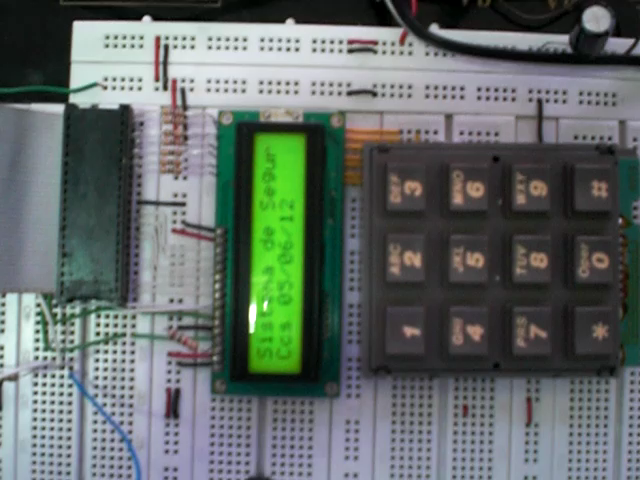 Sistema de Segur
Ccs 05/06/12
1
ABC 2
DEF 3
GHI 4
JKL 5
MNO 6
PRS 7
TUV 8
WXY 9
*
Oper 0
#